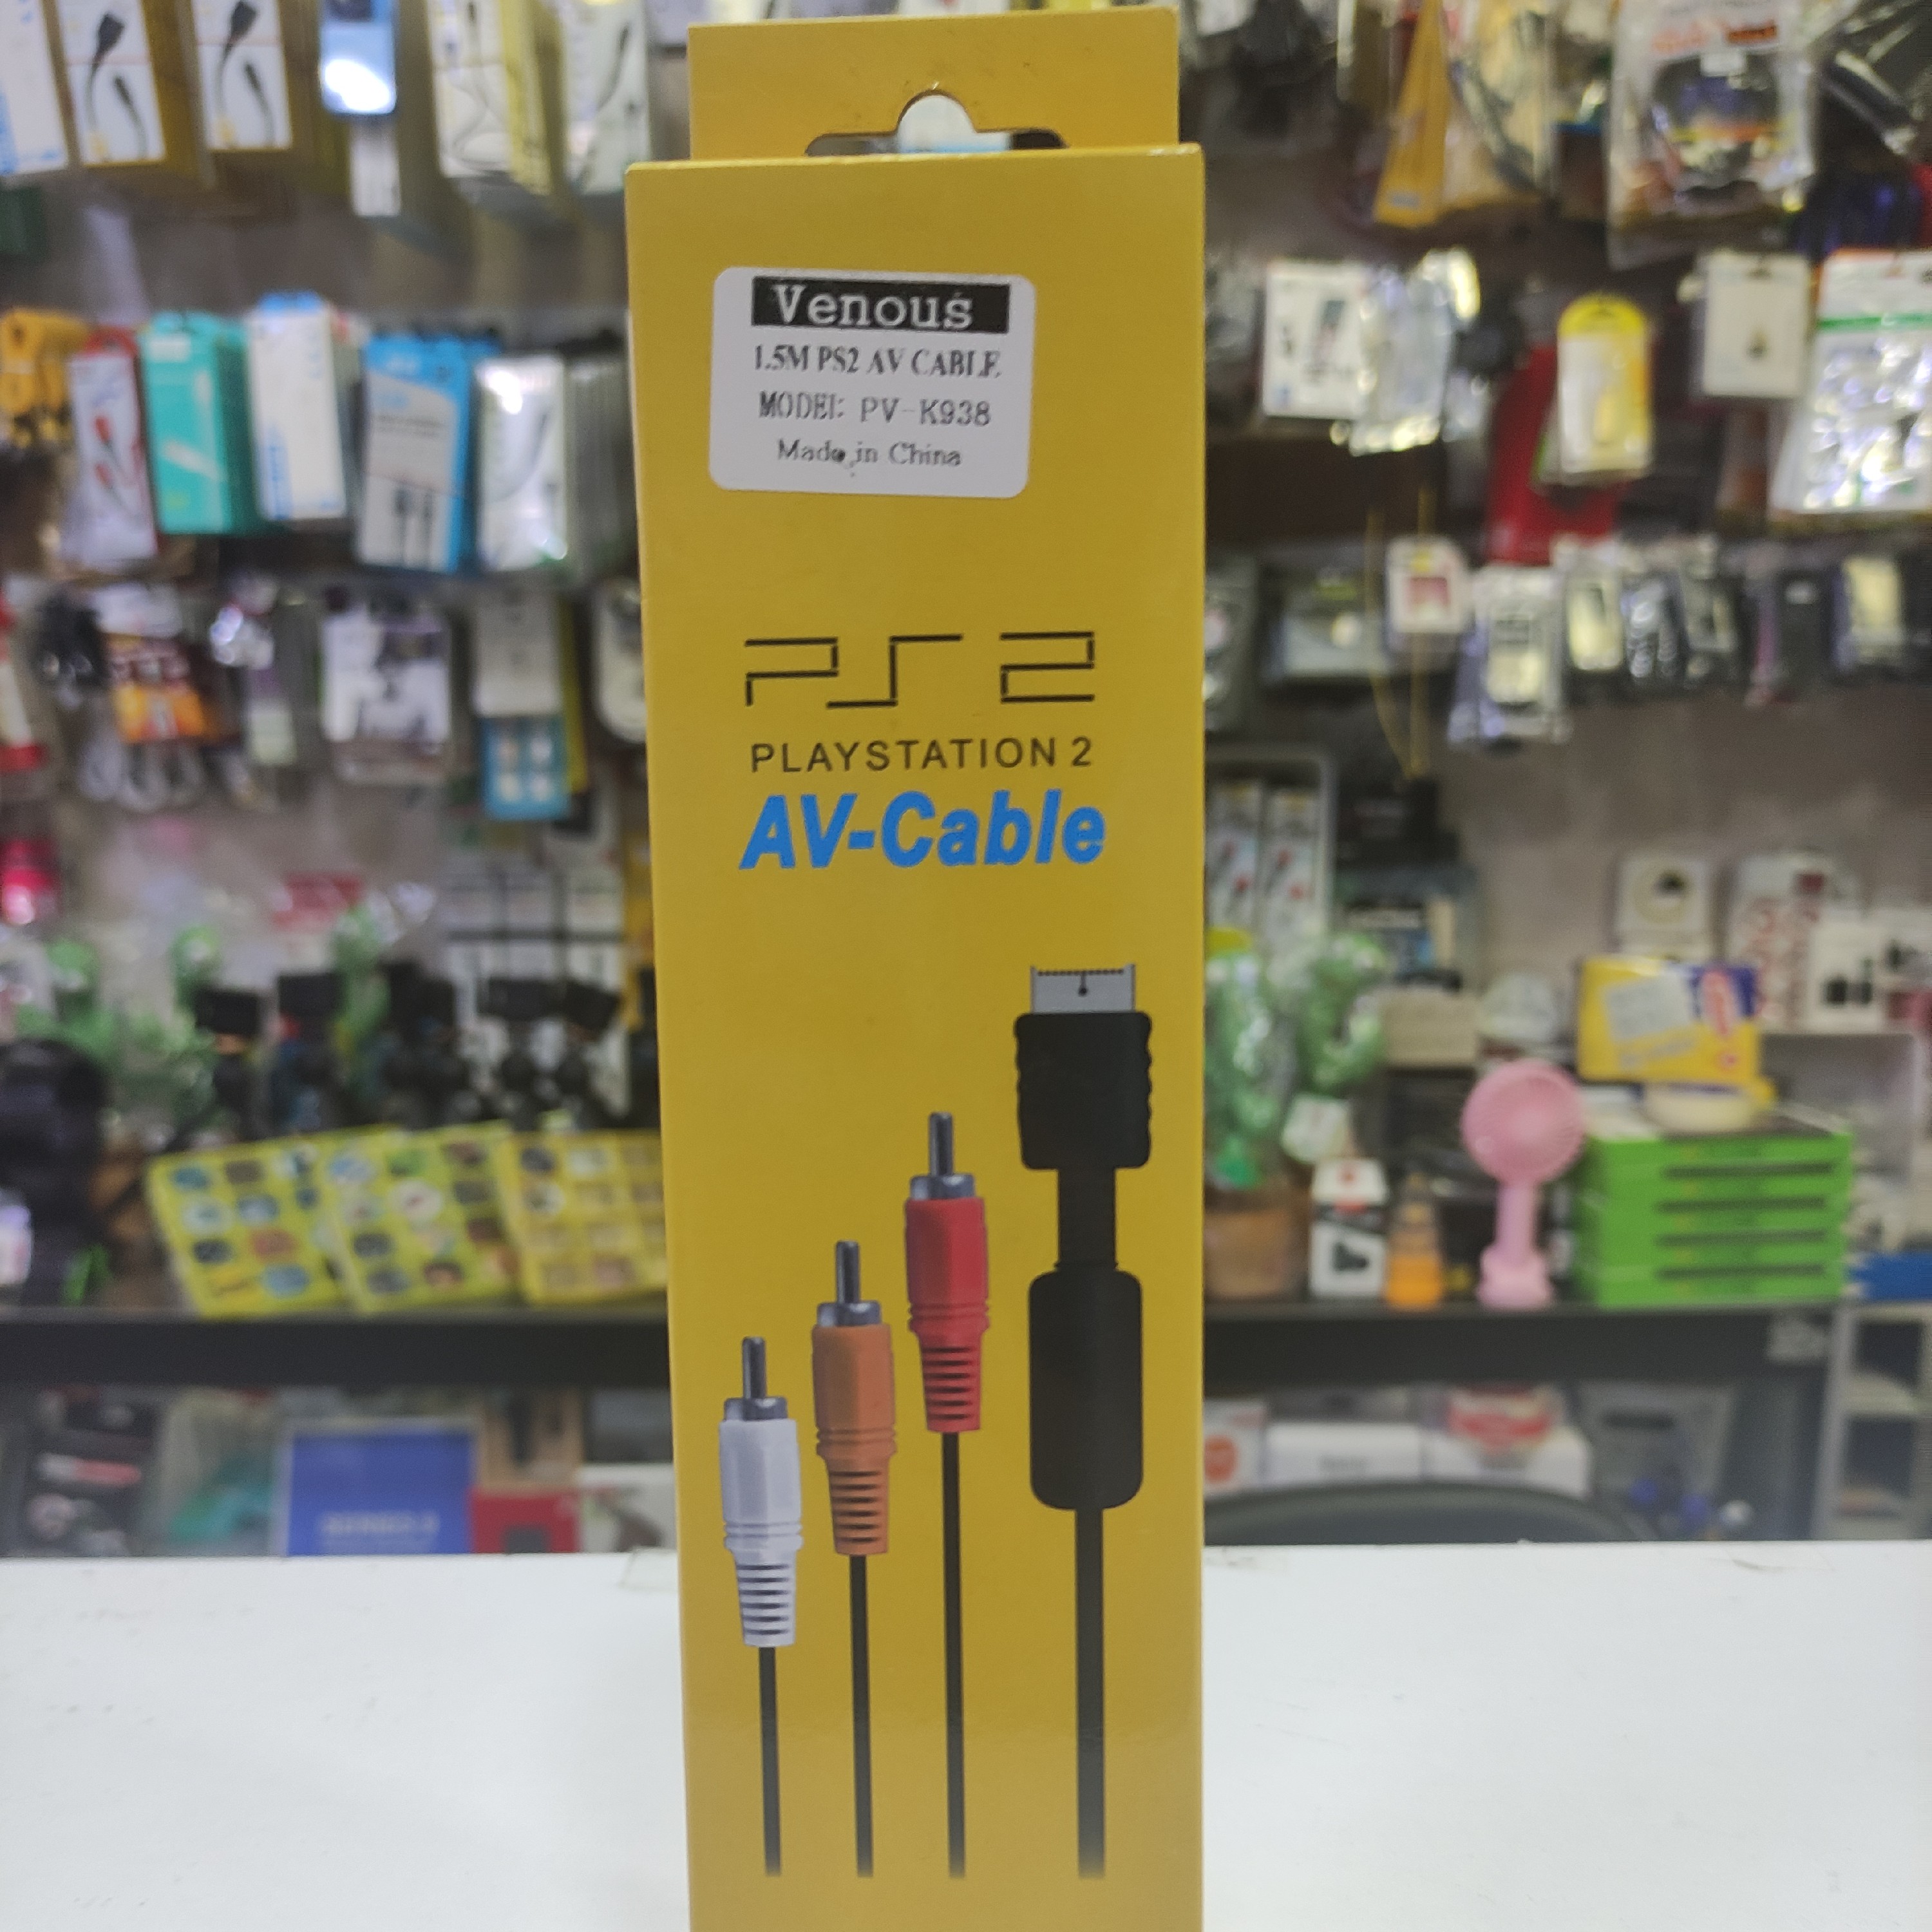 Venous
1.5M PS2 AV CABLE
MODEL: PV-K938
Made in China
PS2
PLAYSTATION 2
AV-Cable